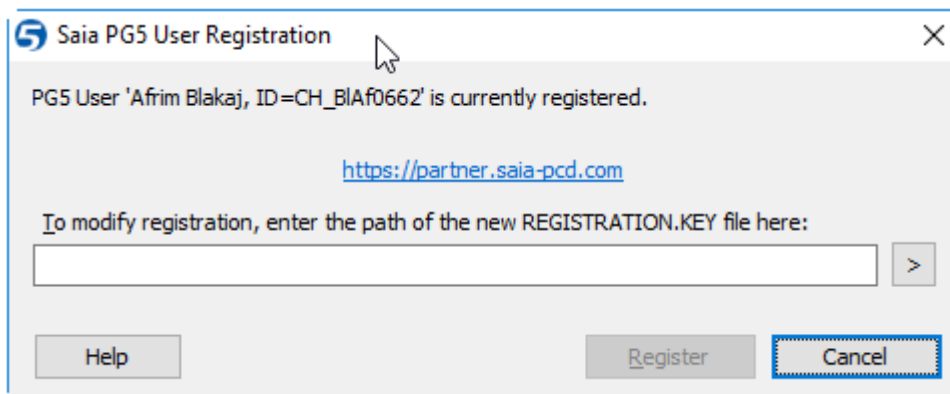 Saia PG5 User Registration
PG5 User 'Afrim Blakaj, ID=CH_BlAf0662' is currently registered.
https://partner.saia-pcd.com
To modify registration, enter the path of the new REGISTRATION.KEY file here:
>
Help
Register
Cancel